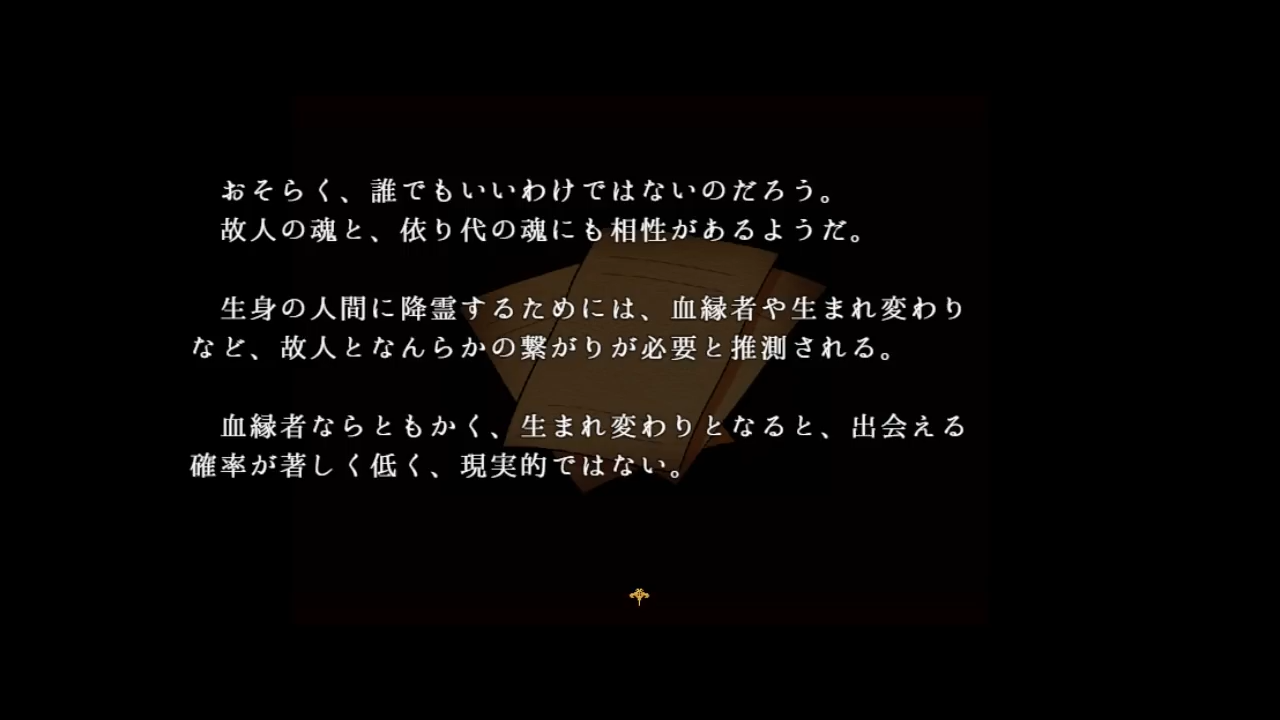 おそらく、誰でもいいわけではないのだろう。
故人の魂と、依り代の魂にも相性があるようだ。
生身の人間に降霊するためには、血縁者や生まれ変わり
など、故人となんらかの繋がりが必要と推測される。
血縁者ならともかく、生まれ変わりとなると、出会える
確率が著しく低く、現実的ではない。